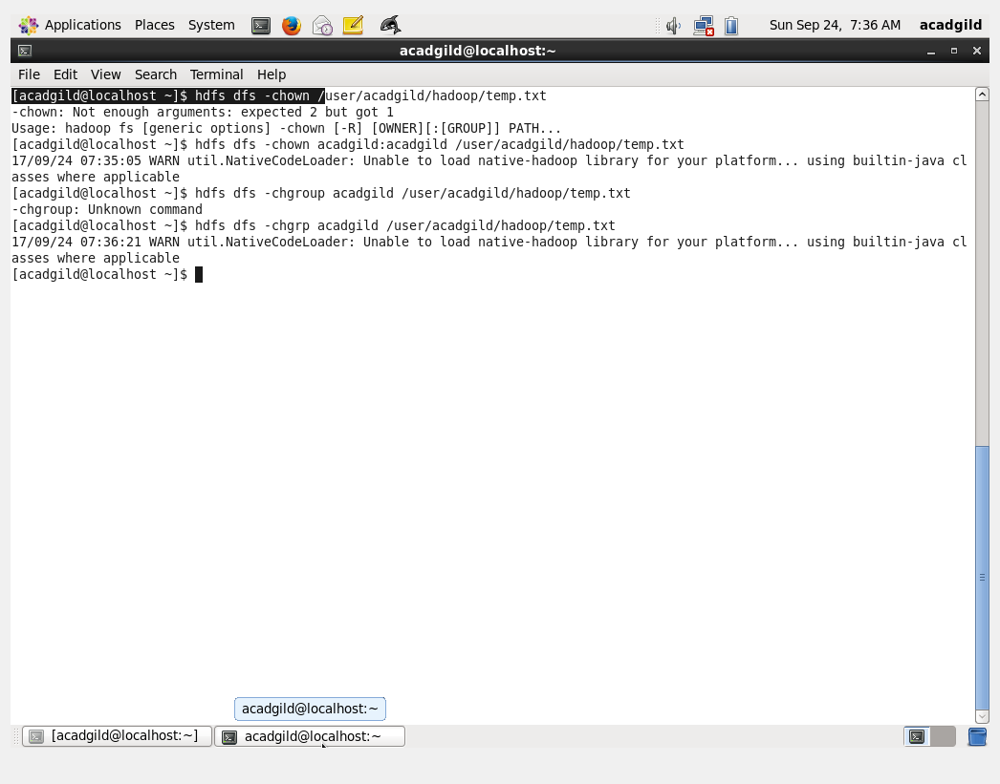 Applications Places System Sun Sep 24, 7:36 AM acadgild
acadgild@localhost:~
File Edit View Search Terminal Help
[acadgild@localhost ~]$ hdfs dfs -chown /user/acadgild/hadoop/temp.txt
-chown: Not enough arguments: expected 2 but got 1
Usage: hadoop fs [generic options] -chown [-R] [OWNER][:[GROUP]] PATH...
[acadgild@localhost ~]$ hdfs dfs -chown acadgild:acadgild /user/acadgild/hadoop/temp.txt
17/09/24 07:35:05 WARN util.NativeCodeLoader: Unable to load native-hadoop library for your platform... using builtin-java cl
asses where applicable
[acadgild@localhost ~]$ hdfs dfs -chgroup acadgild /user/acadgild/hadoop/temp.txt
-chgroup: Unknown command
[acadgild@localhost ~]$ hdfs dfs -chgrp acadgild /user/acadgild/hadoop/temp.txt
17/09/24 07:36:21 WARN util.NativeCodeLoader: Unable to load native-hadoop library for your platform... using builtin-java cl
asses where applicable
[acadgild@localhost ~]$
acadgild@localhost:~
[acadgild@localhost:~] acadgild@localhost:~